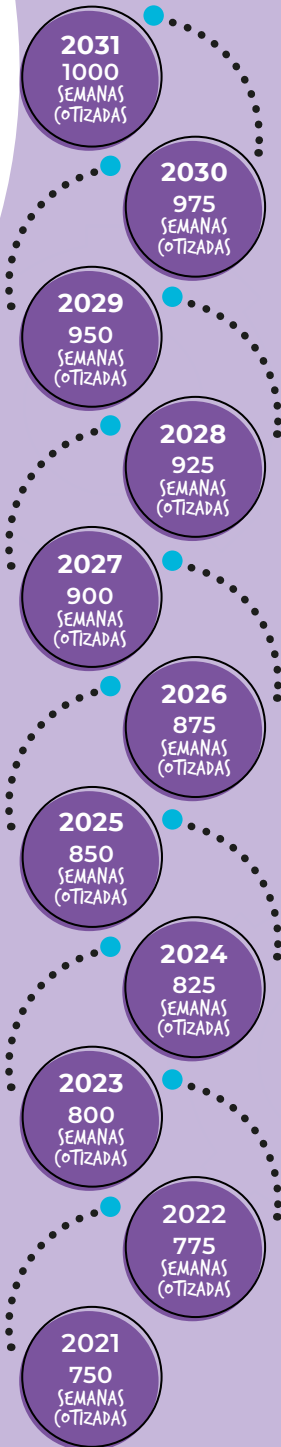 2031
1000
SEMANAS
COTIZADAS
2030
975
SEMANAS
COTIZADAS
2029
950
SEMANAS
COTIZADAS
2028
925
SEMANAS
COTIZADAS
2027
900
SEMANAS
COTIZADAS
2026
875
SEMANAS
COTIZADAS
2025
850
SEMANAS
COTIZADAS
2024
825
SEMANAS
COTIZADAS
2023
800
SEMANAS
COTIZADAS
2022
775
SEMANAS
COTIZADAS
2021
750
SEMANAS
COTIZADAS